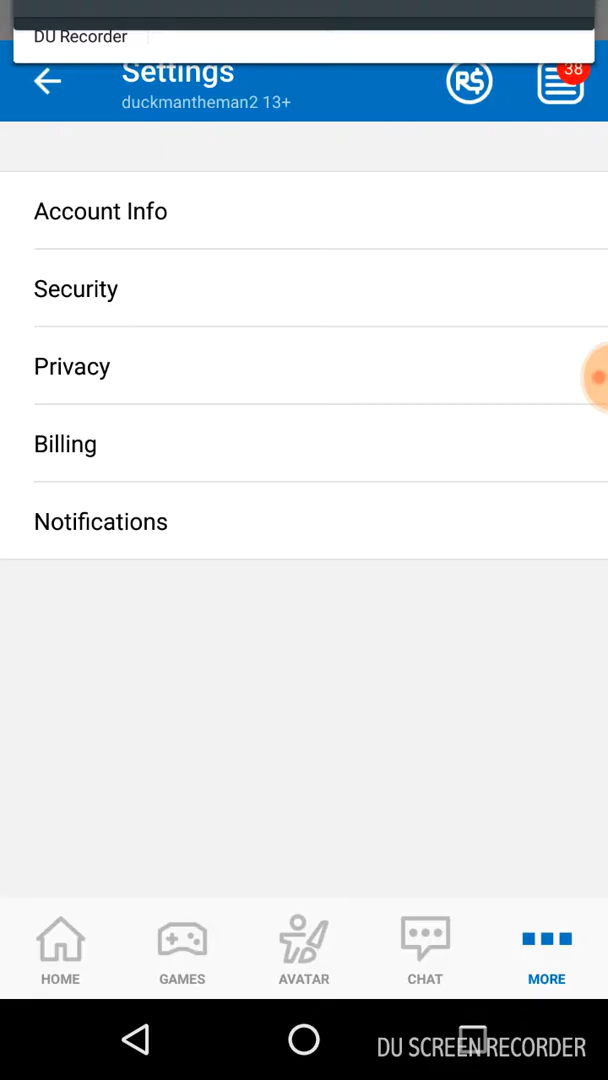 DU Recorder
Settings
duckmantheman2 13+
R$
38
Account Info
Security
Privacy
Billing
Notifications
HOME
GAMES
AVATAR
CHAT
MORE
DU SCREEN RECORDER